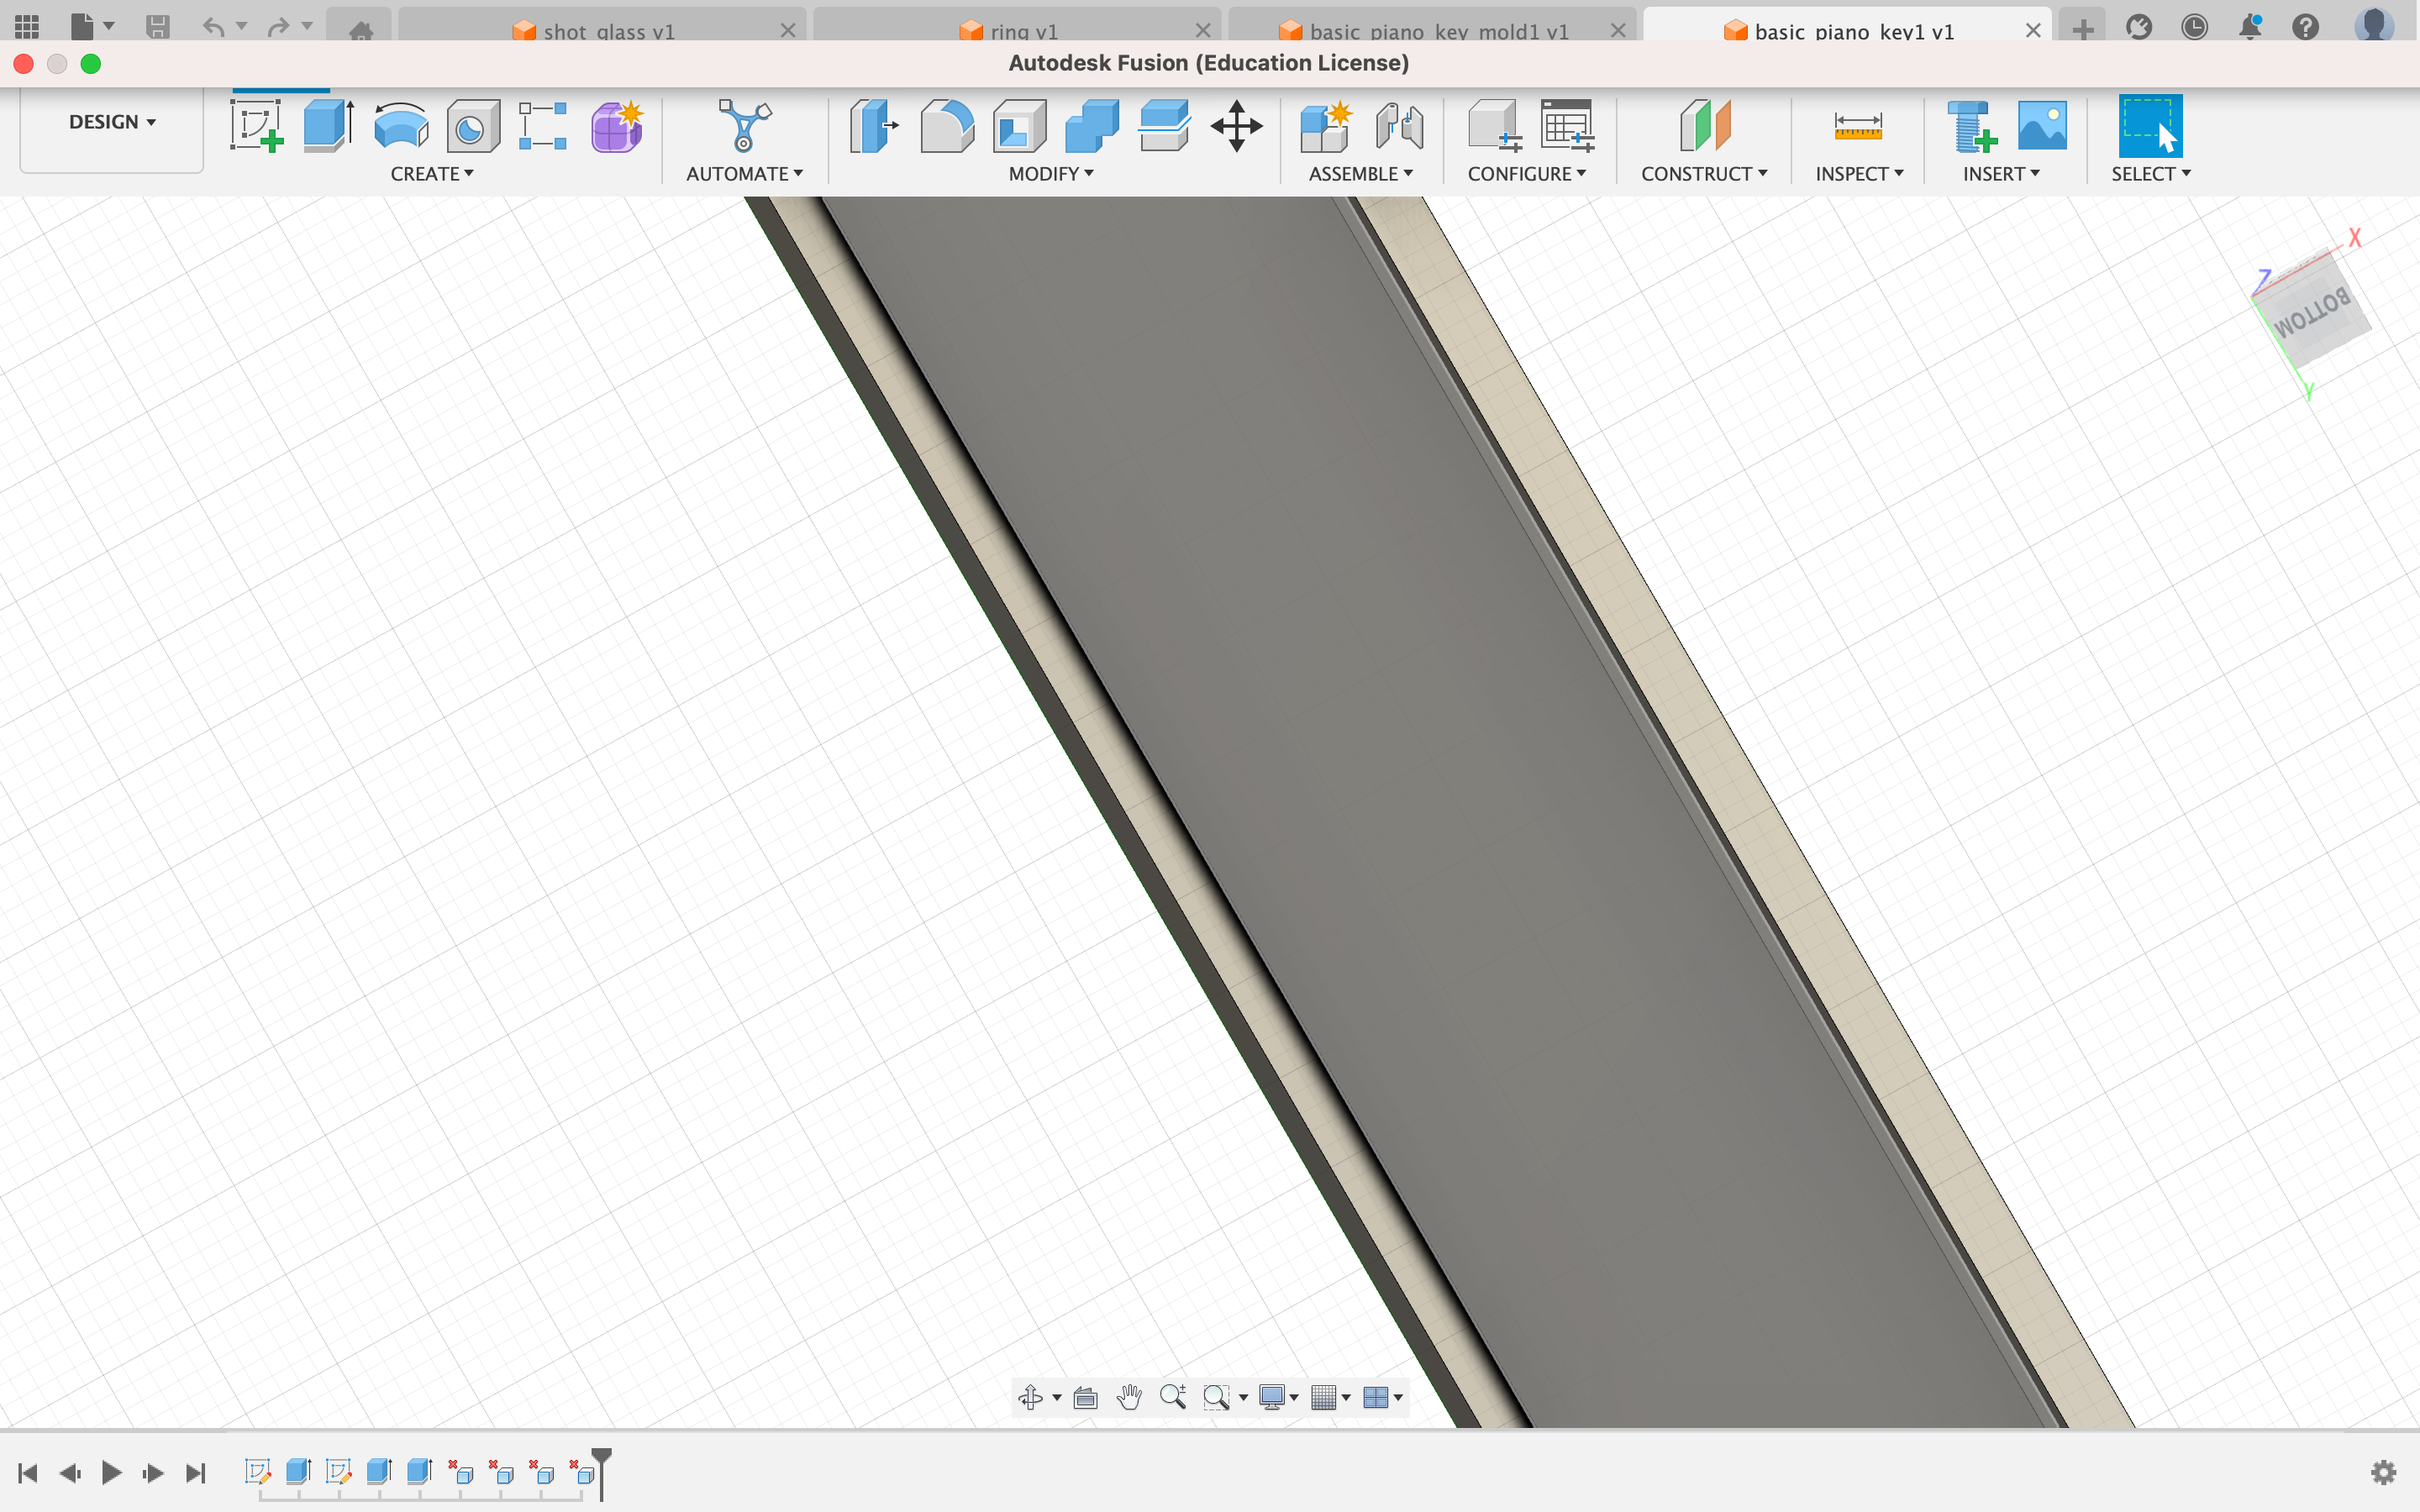 shot_glass v1
ring v1
basic_piano_key_mold1 v1
basic_piano_key1 v1
Autodesk Fusion (Education License)
DESIGN
CREATE
AUTOMATE
MODIFY
ASSEMBLE
CONFIGURE
CONSTRUCT
INSPECT
INSERT
SELECT
X
Z
BOTTOM
Y